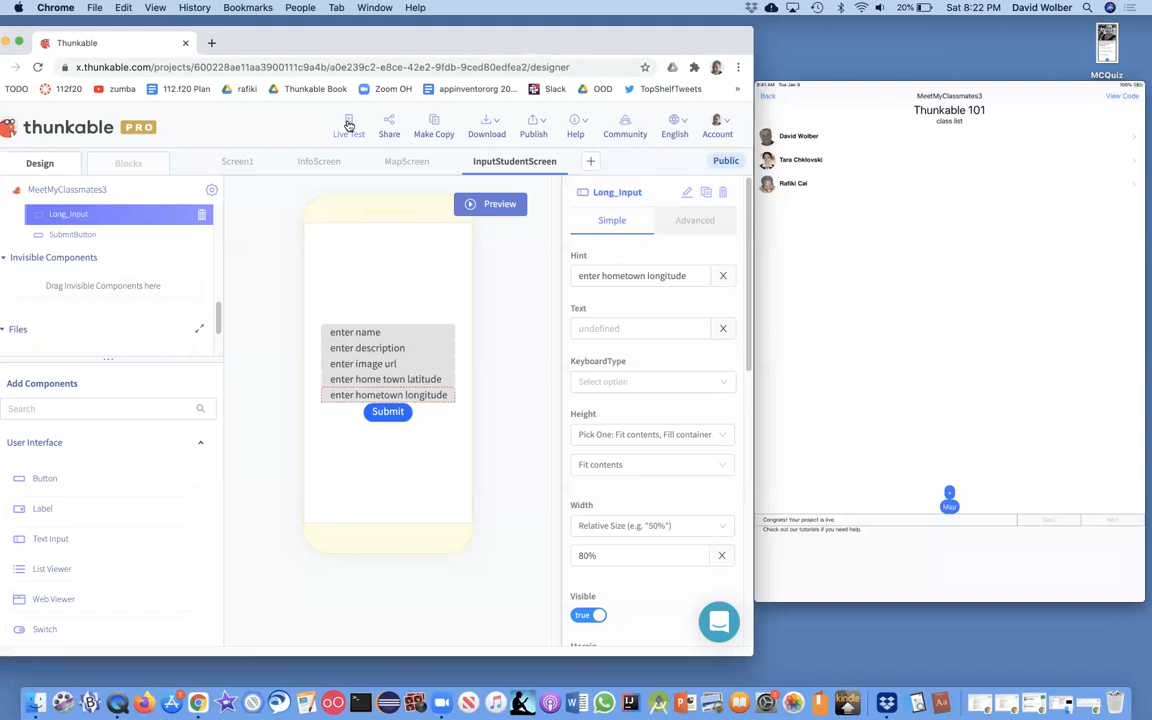 Chrome File Edit View History Bookmarks People Tab Window Help 20% Sat 8:22 PM David Wolber
Thunkable
x.thunkable.com/projects/600228ae11aa3900111c9a4b/a0e239c2-e8ce-42e2-9fdb-9ced80edfea2/designer
TODO 112f20 zumba 112.f20 Plan rafiki Thunkable Book Zoom OH appinventororg 20... Slack OOD TopShelfTweets
MCQuiz
thunkable PRO
Live Test Share Make Copy Download Publish Help Community English Account
Design Blocks Screen1 InfoScreen MapScreen InputStudentScreen + Public
MeetMyClassmates3
Long_Input
SubmitButton
Invisible Components
Drag Invisible Components here
Files
Add Components
Search
User Interface
Button
Label
Text Input
List Viewer
Web Viewer
Switch
Preview
enter name
enter description
enter image url
enter home town latitude
enter hometown longitude
Submit
Long_Input
Simple Advanced
Hint
enter hometown longitude X
Text
undefined X
KeyboardType
Select option
Height
Pick One: Fit contents, Fill container
Fit contents
Width
Relative Size (e.g. "50%")
80% X
Visible
true
9:41 AM Tue Jan 9 100%
Back MeetMyClassmates3 View Code
Thunkable 101
class list
David Wolber
Tara Chklovski
Rafiki Cai
+
Map
Congrats! Your project is live.
Check out our tutorials if you need help.